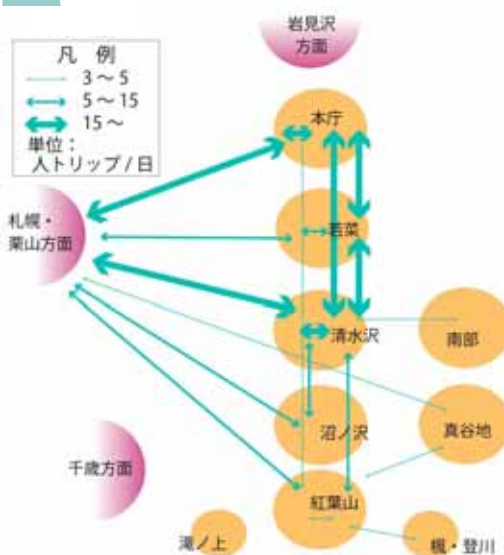 岩見沢
方面
凡 例
3～5
5～15
15～
単位：
人トリップ/日
本庁
札幌・
栗山方面
若菜
清水沢
南部
沼ノ沢
真谷地
千歳方面
紅葉山
滝ノ上
楓・登川